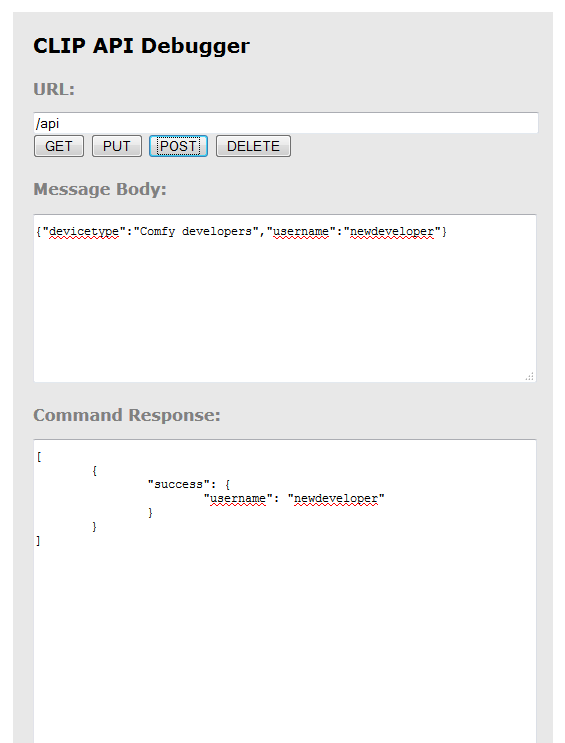 CLIP API Debugger
URL:
/api
GET PUT POST DELETE
Message Body:
{"devicetype":"Comfy developers","username":"newdeveloper"}
Command Response:
[
{
"success": {
"username": "newdeveloper"
}
}
]